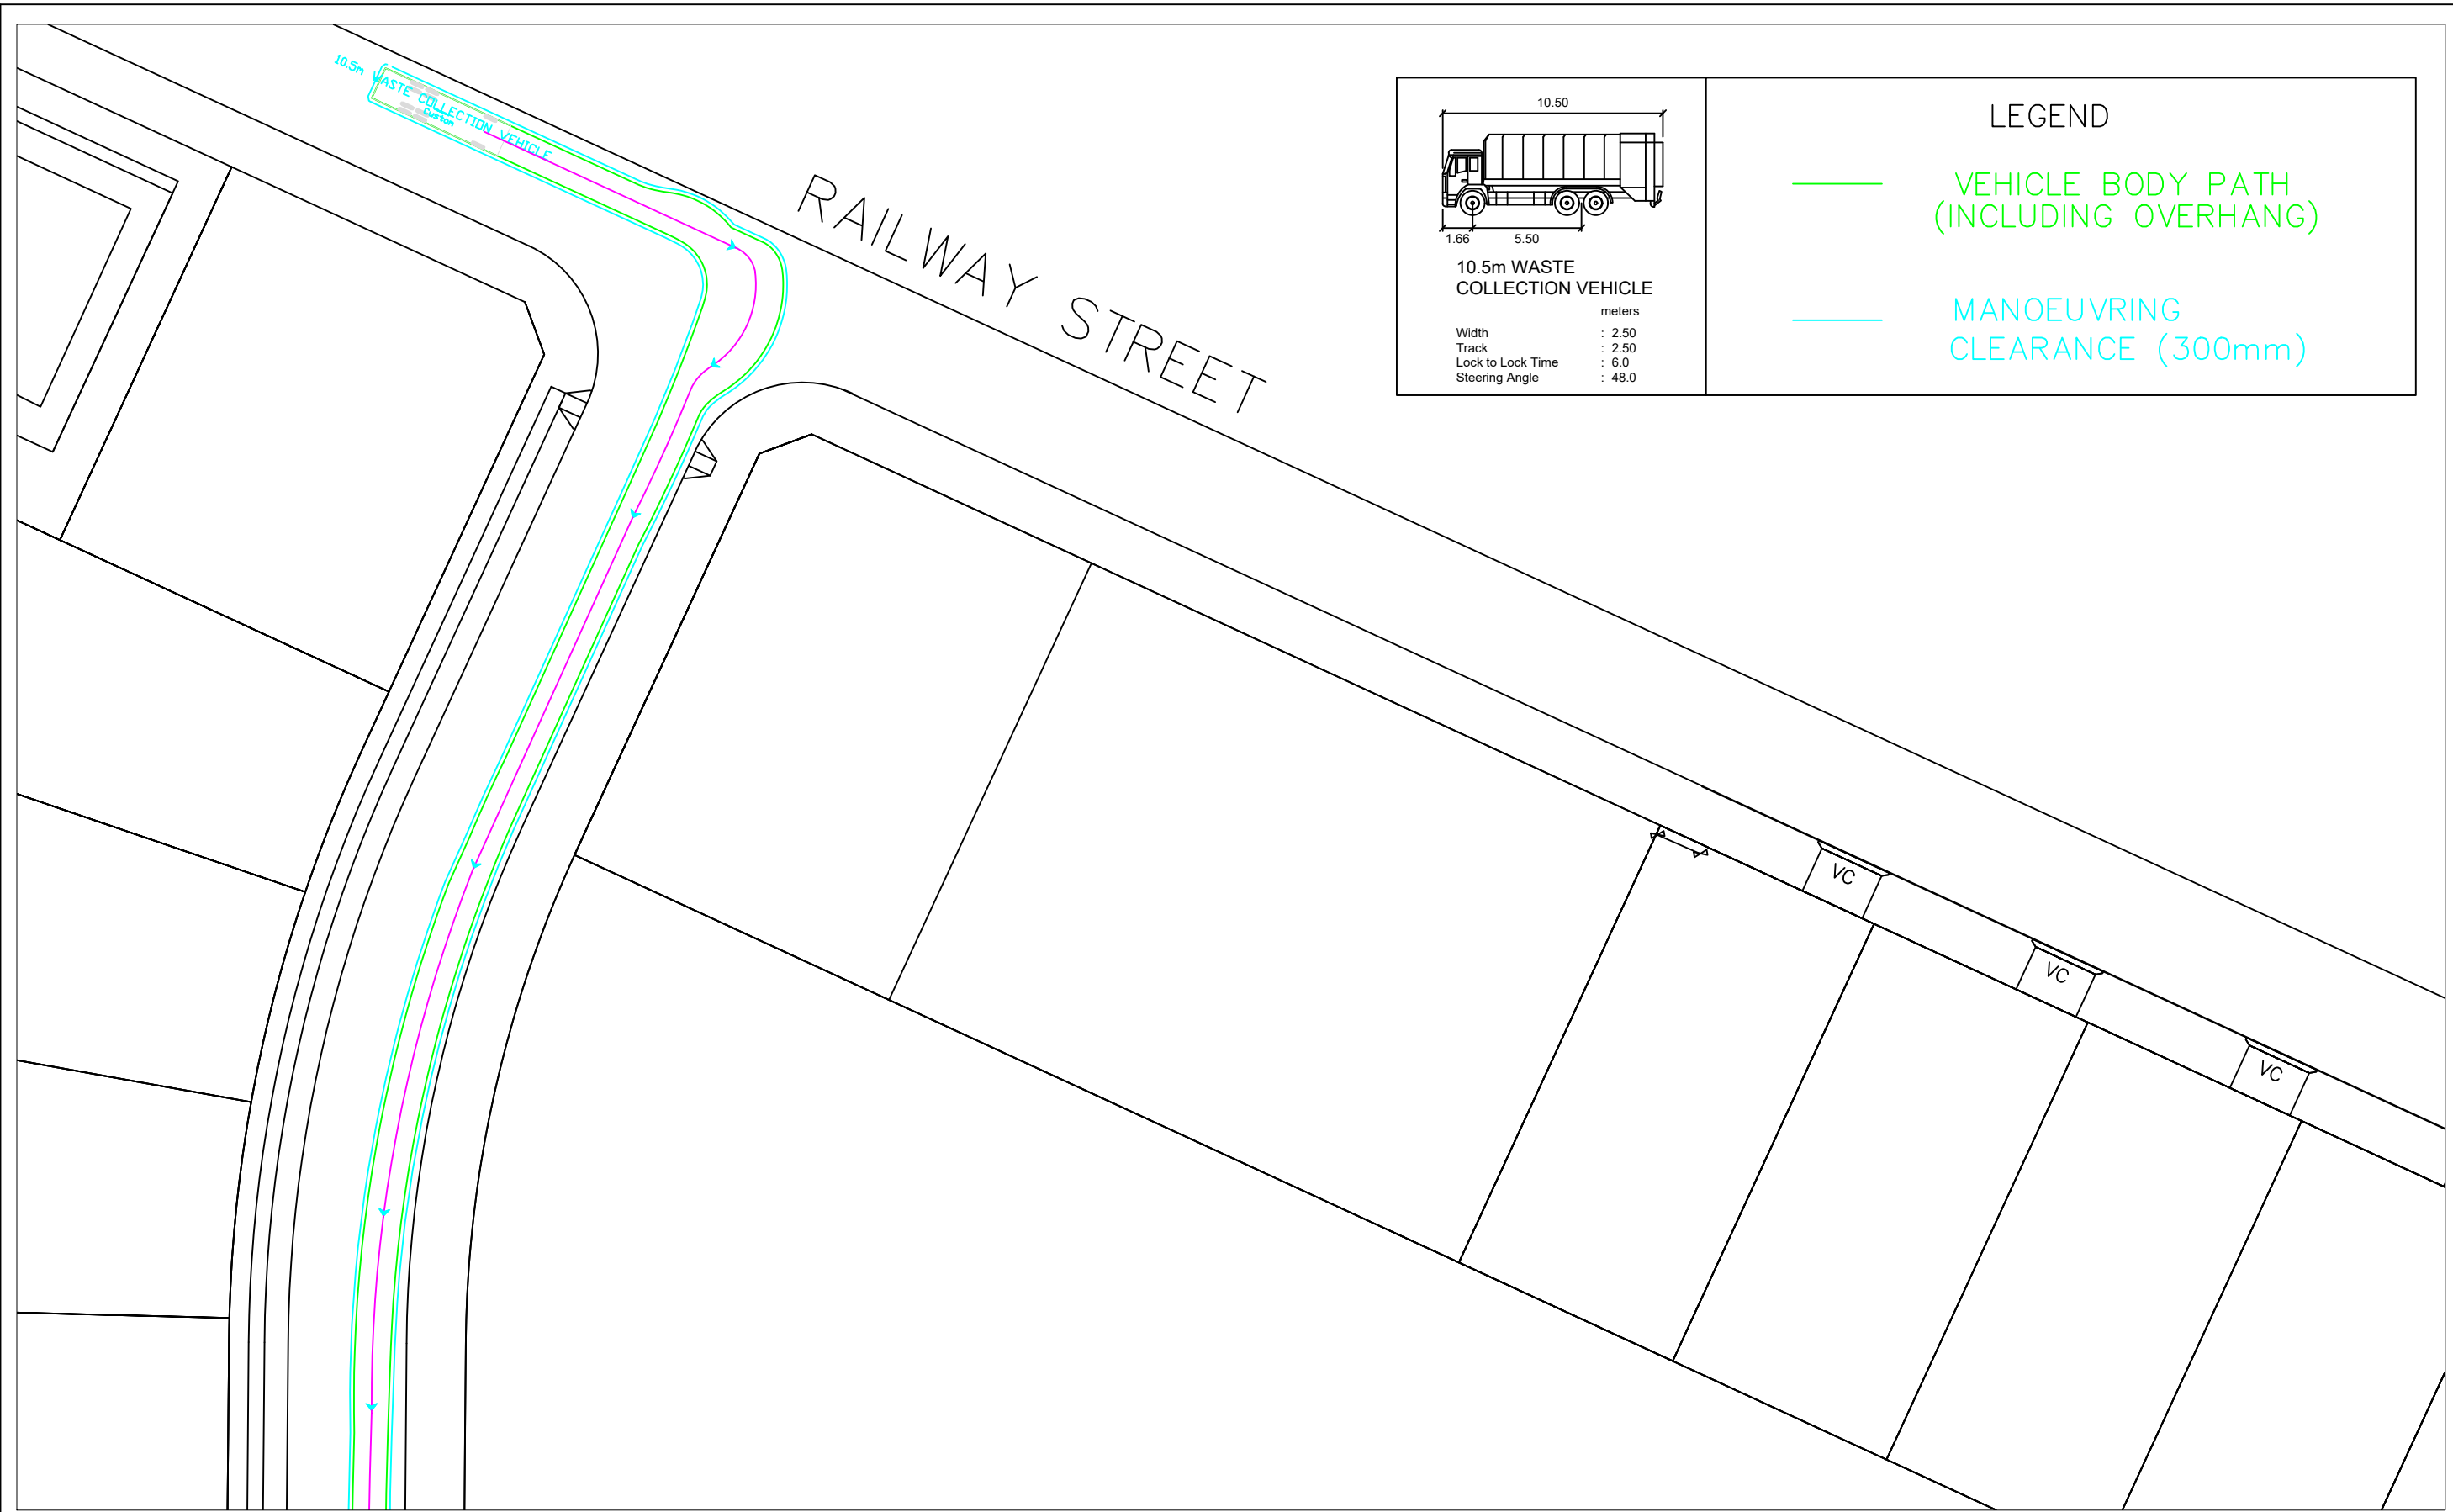 10.5m WASTE COLLECTION VEHICLE
Custom
RAILWAY STREET
10.50
1.66
5.50
10.5m WASTE
COLLECTION VEHICLE
meters
Width : 2.50
Track : 2.50
Lock to Lock Time : 6.0
Steering Angle : 48.0
LEGEND
VEHICLE BODY PATH
(INCLUDING OVERHANG)
MANOEUVRING
CLEARANCE (300mm)
VC
VC
VC